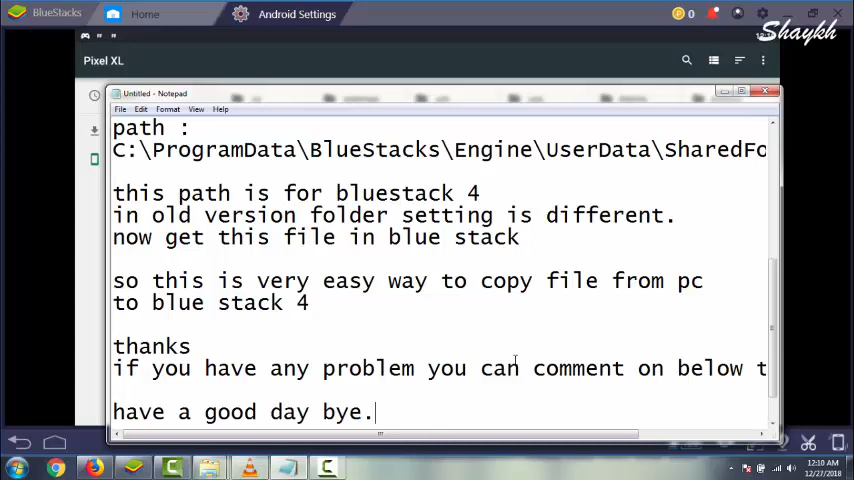 BlueStacks
Home
Android Settings
0
Shaykh
Pixel XL
Untitled - Notepad
File Edit Format View Help
path :
C:\ProgramData\BlueStacks\Engine\UserData\SharedFo
this path is for bluestack 4
in old version folder setting is different.
now get this file in blue stack
so this is very easy way to copy file from pc
to blue stack 4
thanks
if you have any problem you can comment on below t
have a good day bye.
12:10 AM
12/27/2018